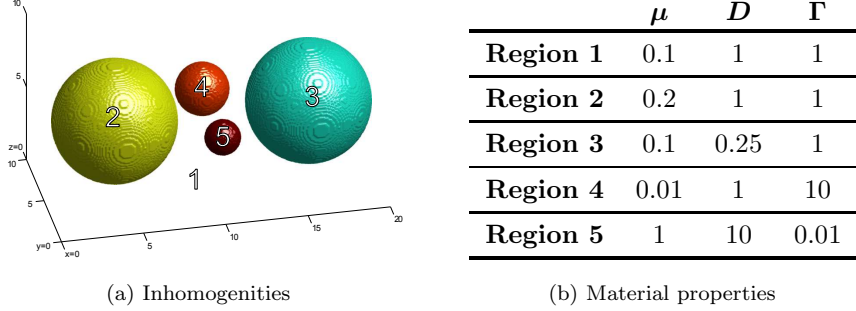 10
5
z=0
10
5
y=0
x=0
5
10
15
20
2
4
3
5
1
(a) Inhomogenities
μ D Γ
Region 1 0.1 1 1
Region 2 0.2 1 1
Region 3 0.1 0.25 1
Region 4 0.01 1 10
Region 5 1 10 0.01
(b) Material properties